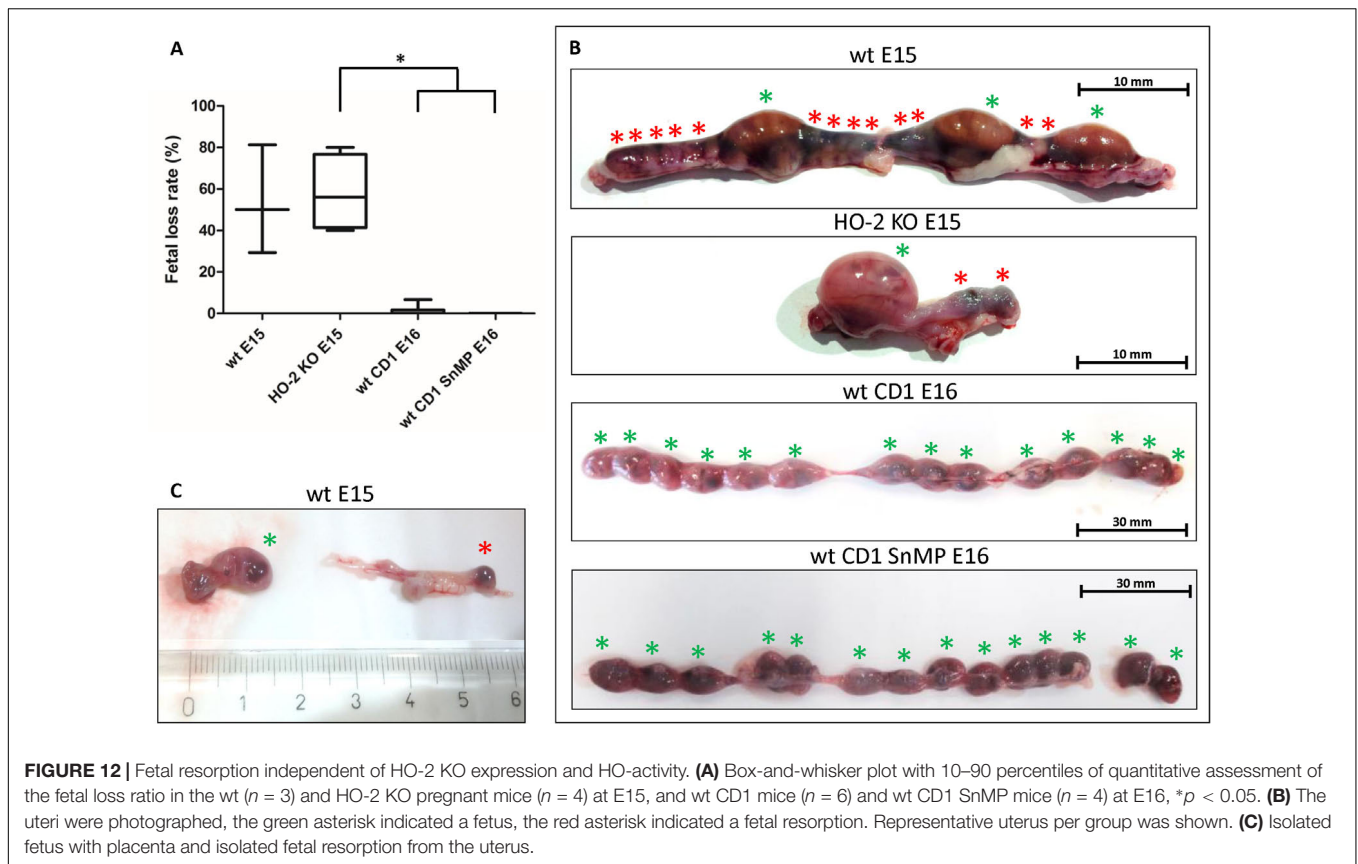 A
*
Fetal loss rate (%)
100
80
60
40
20
0
wt E15
HO-2 KO E15
wt CD1 E16
wt CD1 SnMP E16
B
wt E15
10 mm
* * * * * * * * * * * * * * * *
HO-2 KO E15
* * *
10 mm
wt CD1 E16
* * * * * * * * * * * * * *
30 mm
wt CD1 SnMP E16
30 mm
* * * * * * * * * * * * * *
C
wt E15
* *
0 1 2 3 4 5 6
FIGURE 12 | Fetal resorption independent of HO-2 KO expression and HO-activity. (A) Box-and-whisker plot with 10–90 percentiles of quantitative assessment of
the fetal loss ratio in the wt (n = 3) and HO-2 KO pregnant mice (n = 4) at E15, and wt CD1 mice (n = 6) and wt CD1 SnMP mice (n = 4) at E16, *p < 0.05. (B) The
uteri were photographed, the green asterisk indicated a fetus, the red asterisk indicated a fetal resorption. Representative uterus per group was shown. (C) Isolated
fetus with placenta and isolated fetal resorption from the uterus.